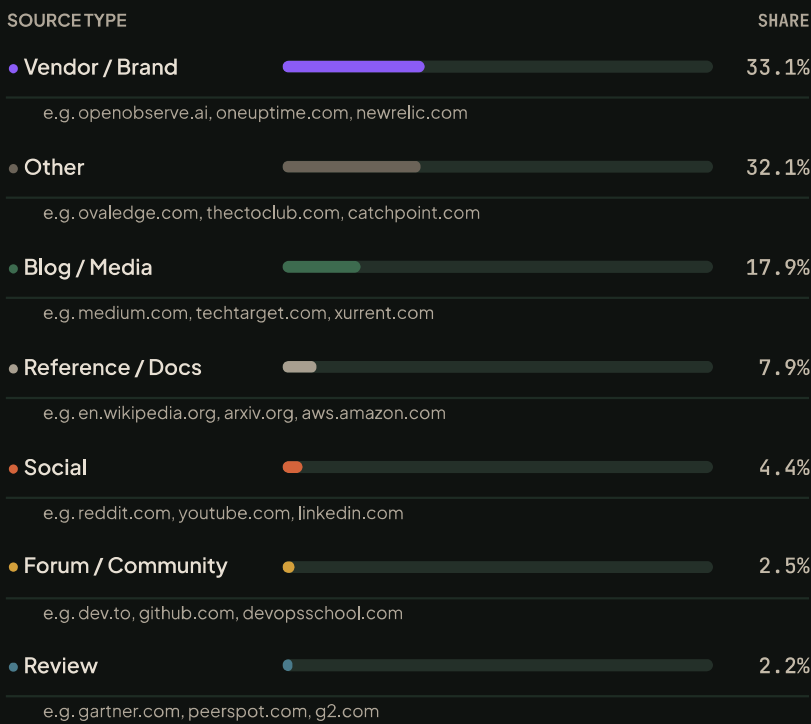 SOURCE TYPE SHARE
Vendor / Brand 33.1%
e.g. openobserve.ai, oneuptime.com, newrelic.com
Other 32.1%
e.g. ovaledge.com, thectoclub.com, catchpoint.com
Blog / Media 17.9%
e.g. medium.com, techtarget.com, xurrent.com
Reference / Docs 7.9%
e.g. en.wikipedia.org, arxiv.org, aws.amazon.com
Social 4.4%
e.g. reddit.com, youtube.com, linkedin.com
Forum / Community 2.5%
e.g. dev.to, github.com, devopsschool.com
Review 2.2%
e.g. gartner.com, peerspot.com, g2.com